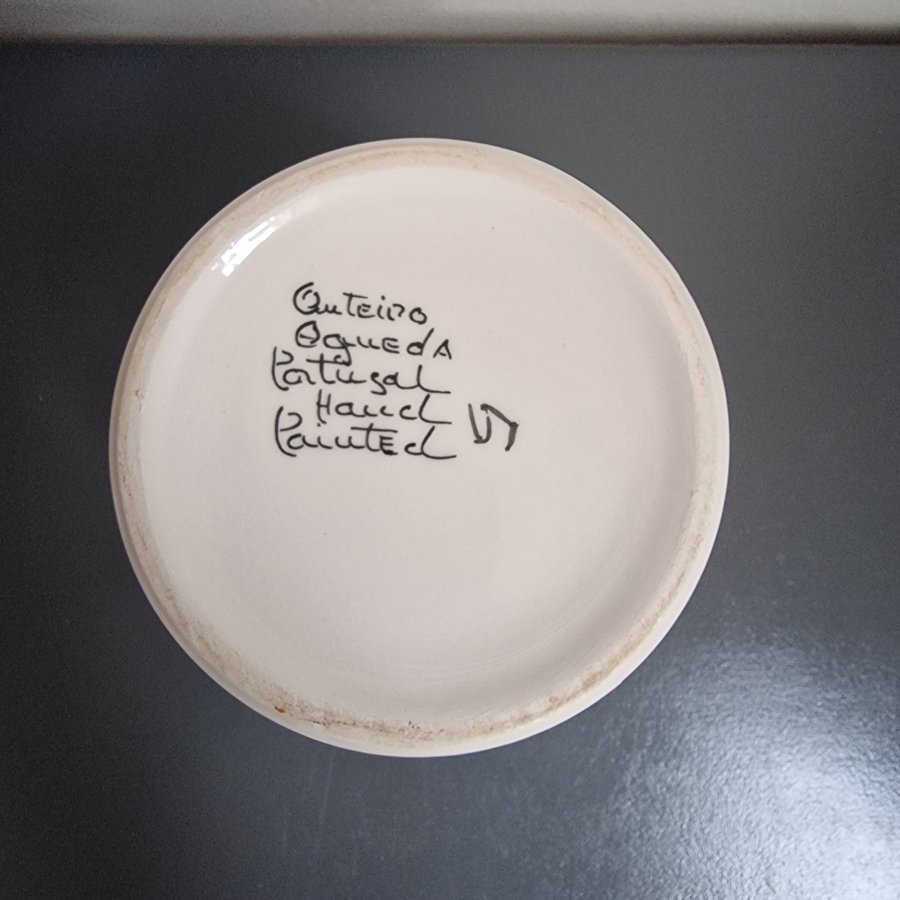 Outeiro
Agueda
Portugal
Hand
Painted